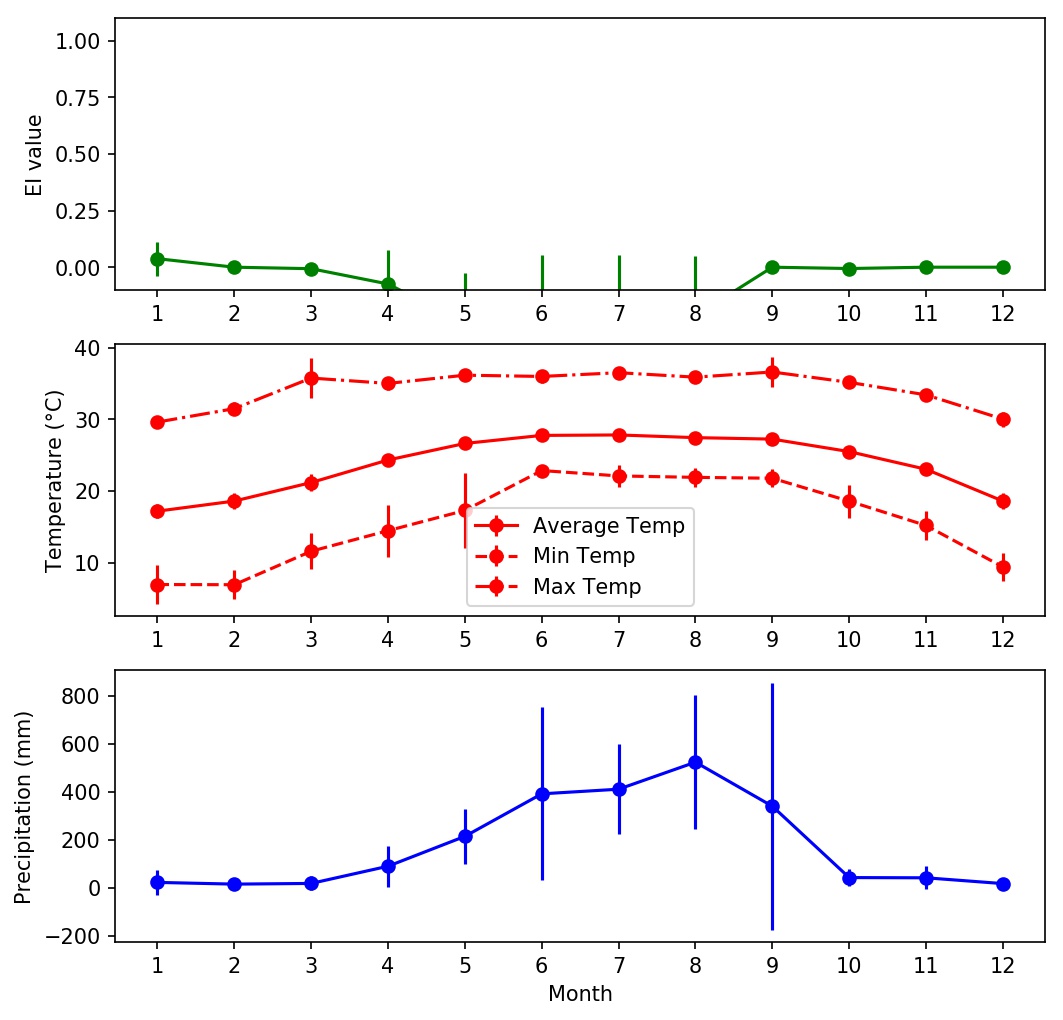 EI value
1.00
0.75
0.50
0.25
0.00
1 2 3 4 5 6 7 8 9 10 11 12
Temperature (°C)
40
30
20
10
Average Temp
Min Temp
Max Temp
1 2 3 4 5 6 7 8 9 10 11 12
Precipitation (mm)
800
600
400
200
0
−200
1 2 3 4 5 6 7 8 9 10 11 12
Month